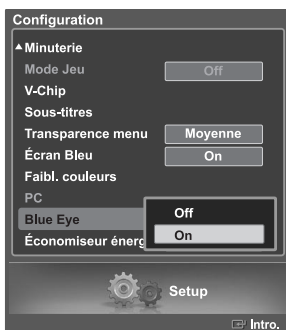 Configuration
Minuterie
Mode Jeu Off
V-Chip
Sous-titres
Transparence menu Moyenne
Écran Bleu On
Faibl. couleurs
PC
Blue Eye Off
On
Économiseur énerg
Setup
Intro.